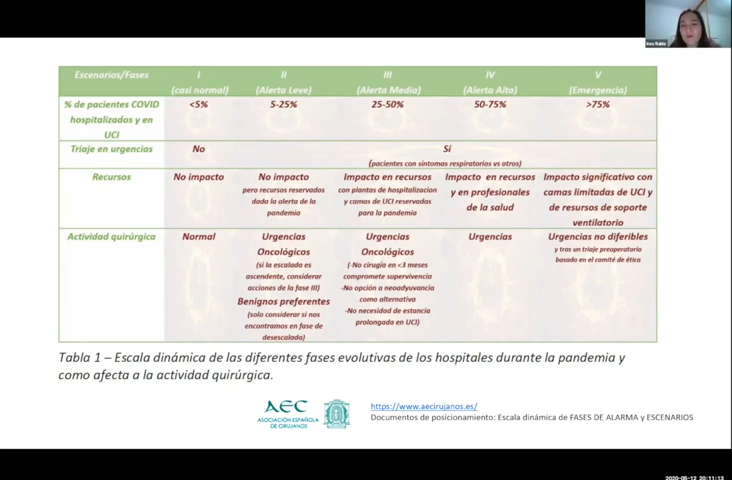 Ines Rubio
Escenarios/Fases
I
(casi normal)
II
(Alerta Leve)
III
(Alerta Media)
IV
(Alerta Alta)
V
(Emergencia)
% de pacientes COVID
hospitalizados y en
UCI
<5%
5-25%
25-50%
50-75%
>75%
Triaje en urgencias
No
Sí
(pacientes con síntomas respiratorios vs otros)
Recursos
No impacto
No impacto
pero recursos reservados
dada la alerta de la
pandemia
Impacto en recursos
con plantas de hospitalizacion
y camas de UCI reservadas
para la pandemia
Impacto en recursos
y en profesionales
de la salud
Impacto significativo con
camas limitadas de UCI y
de resursos de soporte
ventilatorio
Actividad quirúrgica
Normal
Urgencias
Oncológicos
(si la escalada es
ascendente, considerar
acciones de la fase III)
Benignos preferentes
(solo considerar si nos
encontramos en fase de
desescalada)
Urgencias
Oncológicos
(-No cirugía en <3 meses
compromete supervivencia
-No opción a neoadyuvancia
como alternativa
-No necesidad de estancia
prolongada en UCI)
Urgencias
Urgencias no diferibles
y tras un triaje preoperatorio
basado en el comité de ética
Tabla 1 – Escala dinámica de las diferentes fases evolutivas de los hospitales durante la pandemia y
como afecta a la actividad quirúrgica.
AEC
ASOCIACIÓN ESPAÑOLA
DE CIRUJANOS
https://www.aecirujanos.es/
Documentos de posicionamiento: Escala dinámica de FASES DE ALARMA y ESCENARIOS
2020-05-12 20:11:13